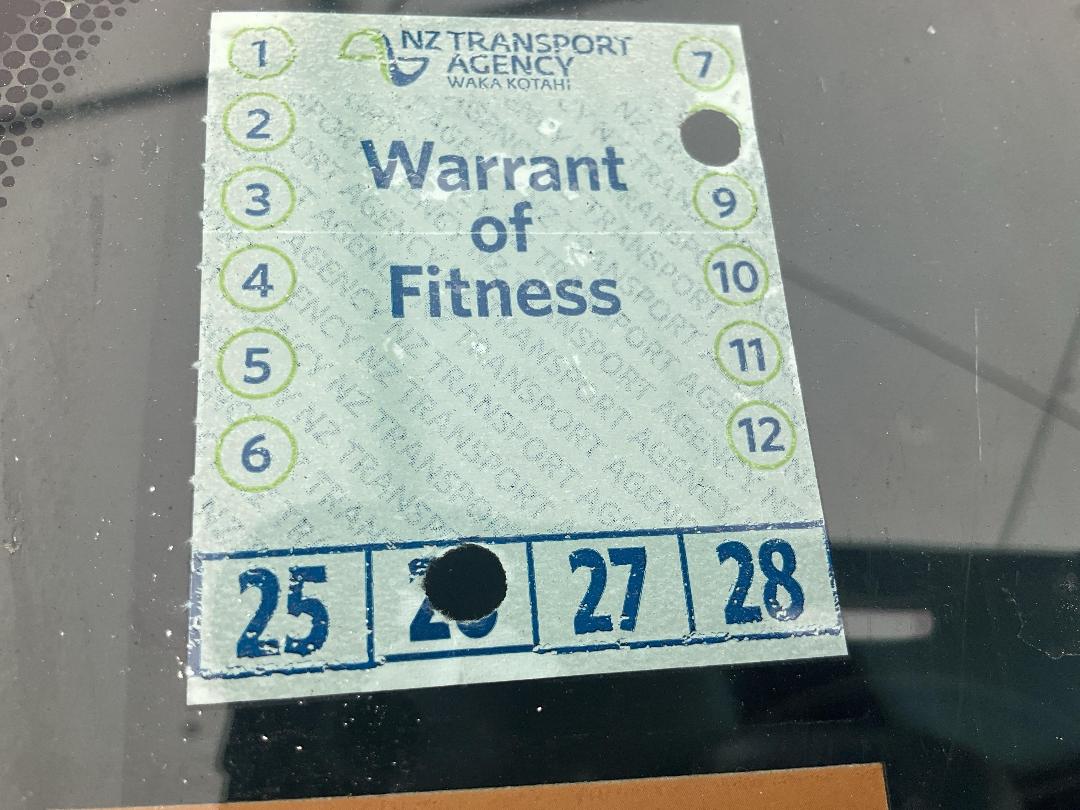 1
NZ TRANSPORT
AGENCY
WAKA KOTAHI
7
2
3
4
5
6
Warrant
of
Fitness
9
10
11
12
25
27
28